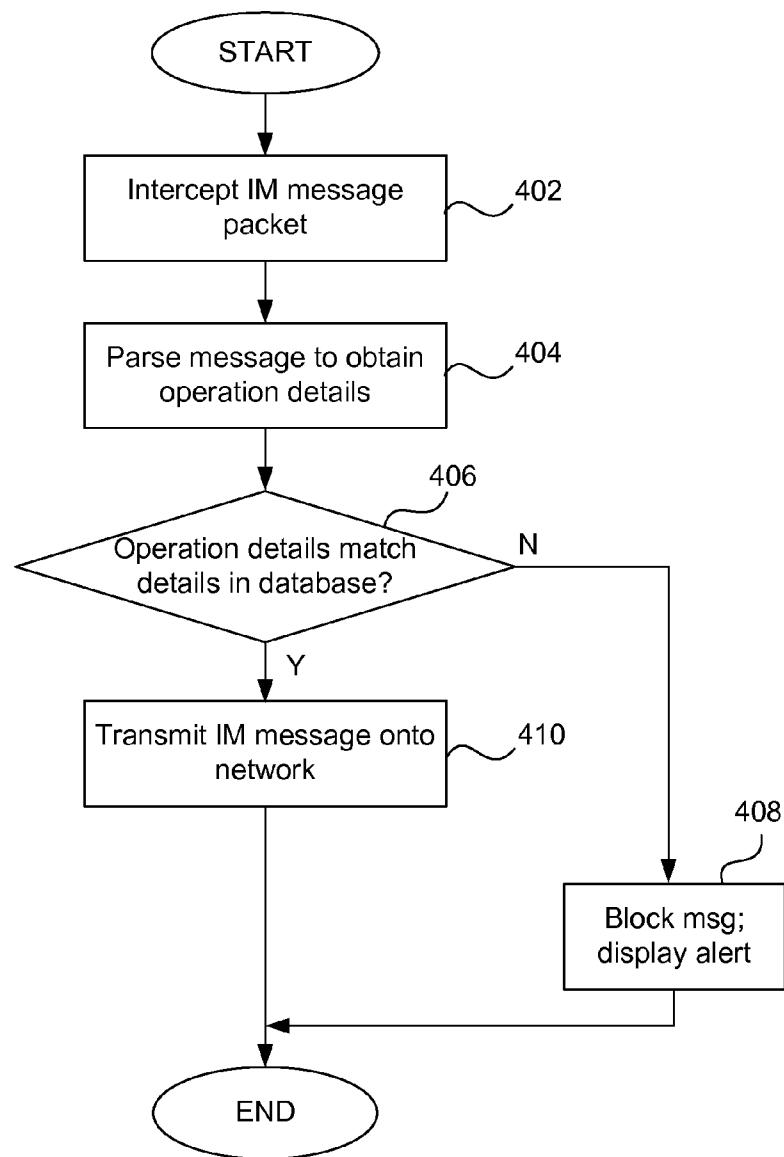 START
Intercept IM message
packet
402
Parse message to obtain
operation details
404
406
Operation details match
details in database?
N
Y
Transmit IM message onto
network
410
408
Block msg;
display alert
END